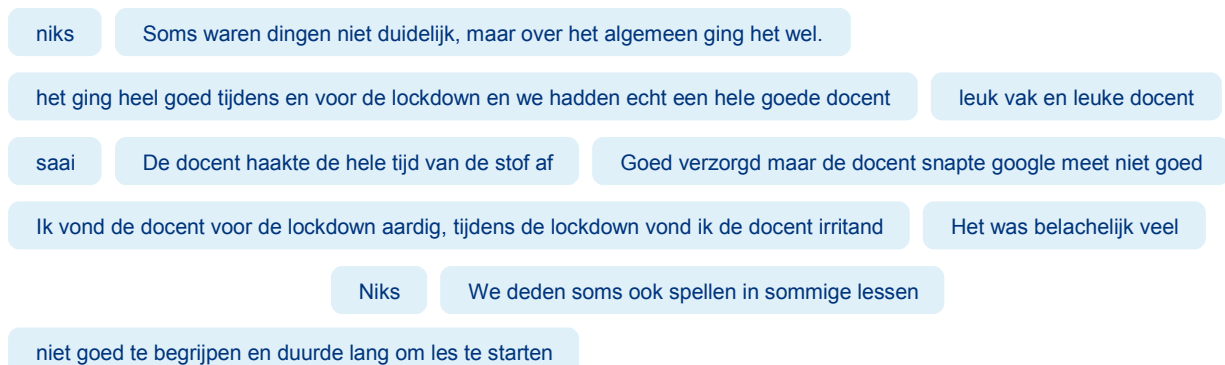 niks Soms waren dingen niet duidelijk, maar over het algemeen ging het wel.
het ging heel goed tijdens en voor de lockdown en we hadden echt een hele goede docent leuk vak en leuke docent
saai De docent haakte de hele tijd van de stof af Goed verzorgd maar de docent snapte google meet niet goed
Ik vond de docent voor de lockdown aardig, tijdens de lockdown vond ik de docent irritand Het was belachelijk veel
Niks We deden soms ook spellen in sommige lessen
niet goed te begrijpen en duurde lang om les te starten